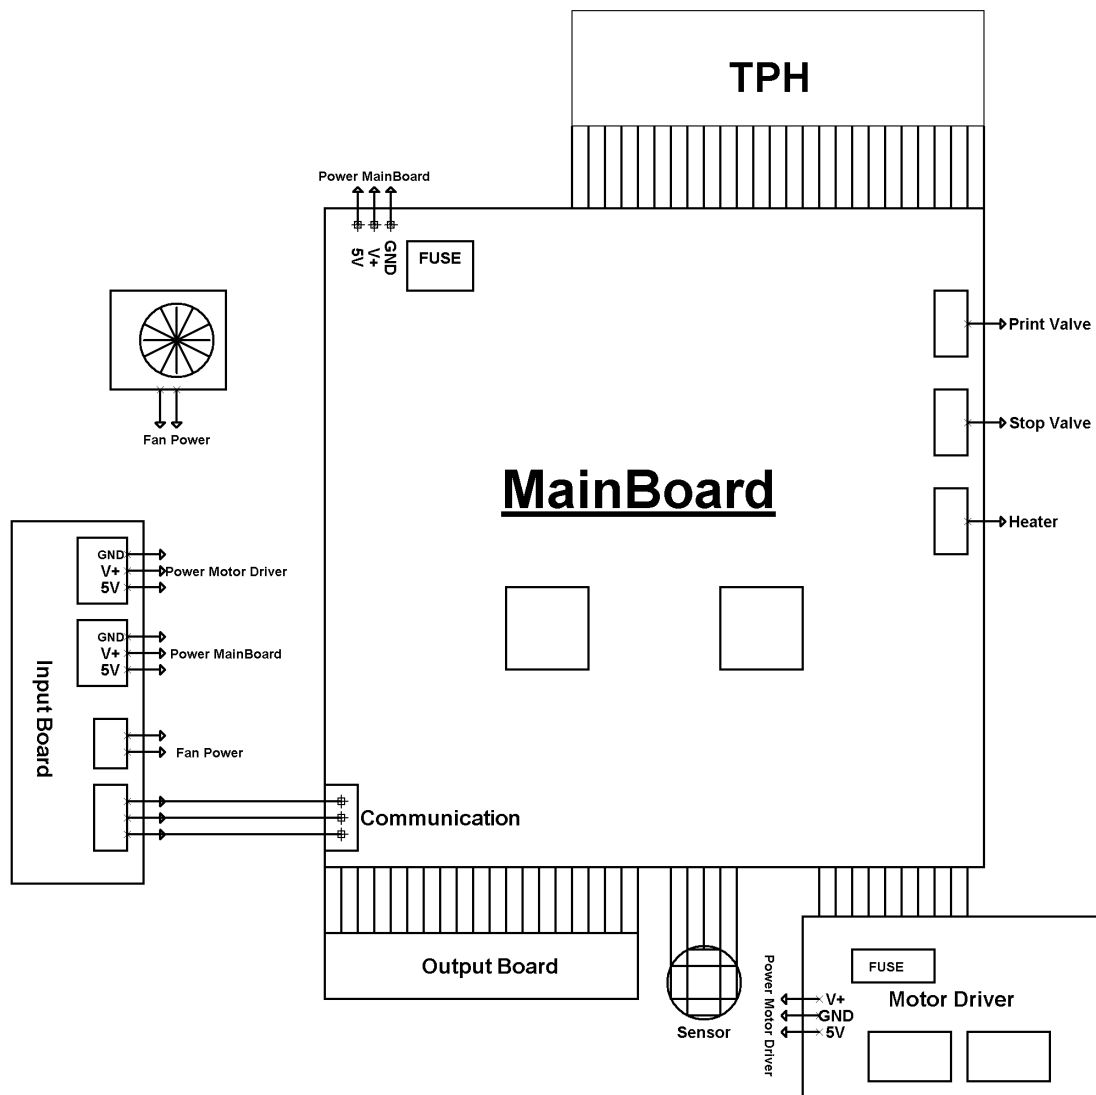 TPH
Power MainBoard
5V
V+
GND
FUSE
Print Valve
Fan Power
Stop Valve
MainBoard
Heater
GND
V+
5V
Power Motor Driver
GND
V+
5V
Power MainBoard
Input Board
Fan Power
Communication
Output Board
Sensor
Power Motor Driver
FUSE
Motor Driver
V+
GND
5V